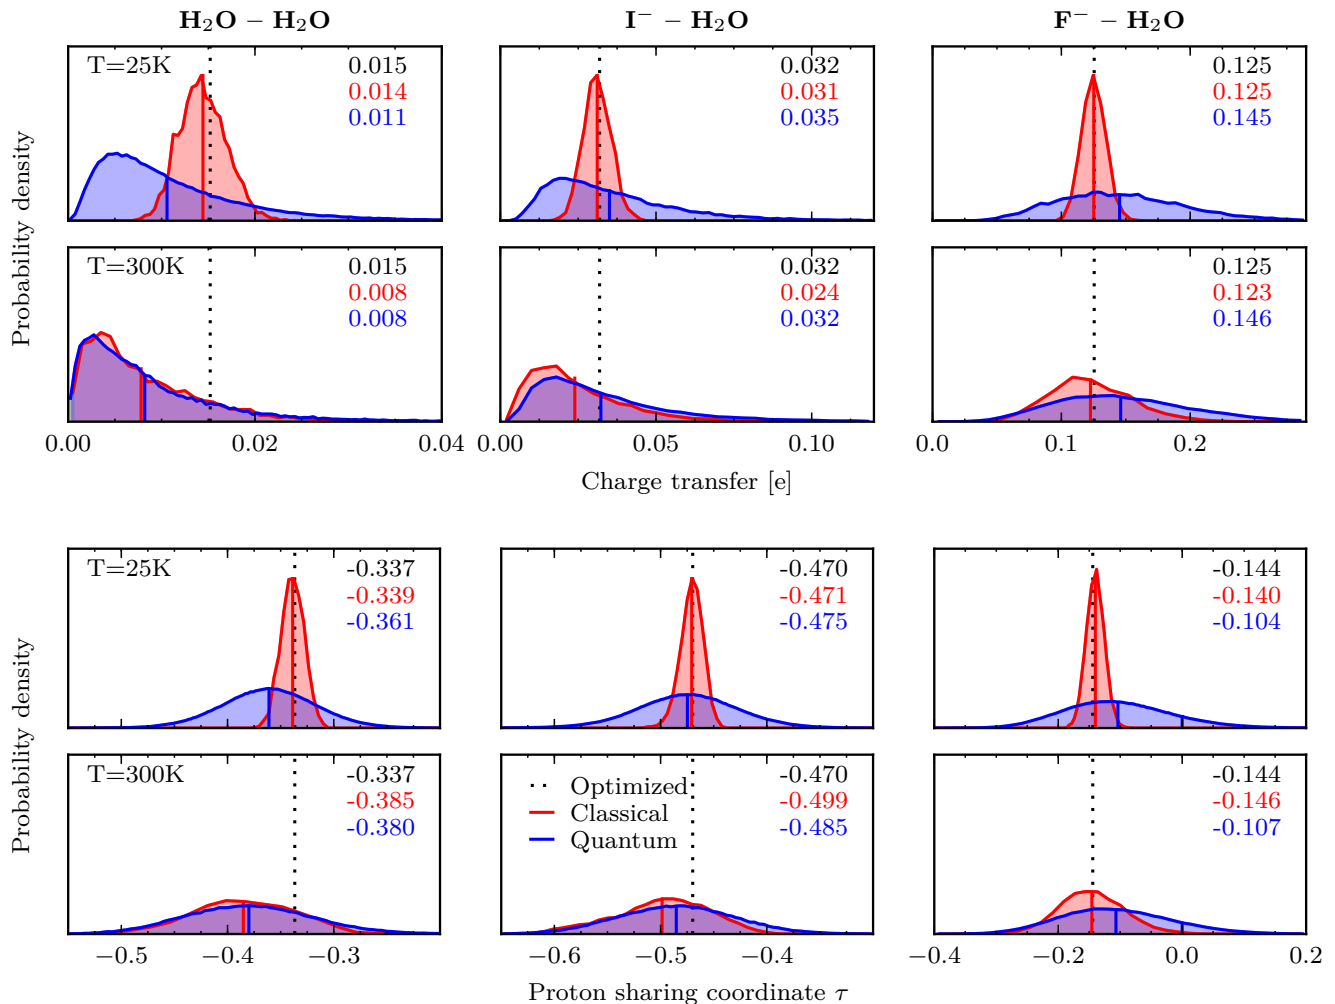 H₂O – H₂O
I⁻ – H₂O
F⁻ – H₂O
Probability density
T=25K
0.015
0.014
0.011
0.032
0.031
0.035
0.125
0.125
0.145
T=300K
0.015
0.008
0.008
0.032
0.024
0.032
0.125
0.123
0.146
0.00 0.02 0.04
0.00 0.05 0.10
0.0 0.1 0.2
Charge transfer [e]
Probability density
T=25K
-0.337
-0.339
-0.361
-0.470
-0.471
-0.475
-0.144
-0.140
-0.104
T=300K
-0.337
-0.385
-0.380
Optimized
Classical
Quantum
-0.470
-0.499
-0.485
-0.144
-0.146
-0.107
−0.5 −0.4 −0.3
−0.6 −0.5 −0.4
−0.4 −0.2 0.0 0.2
Proton sharing coordinate τ